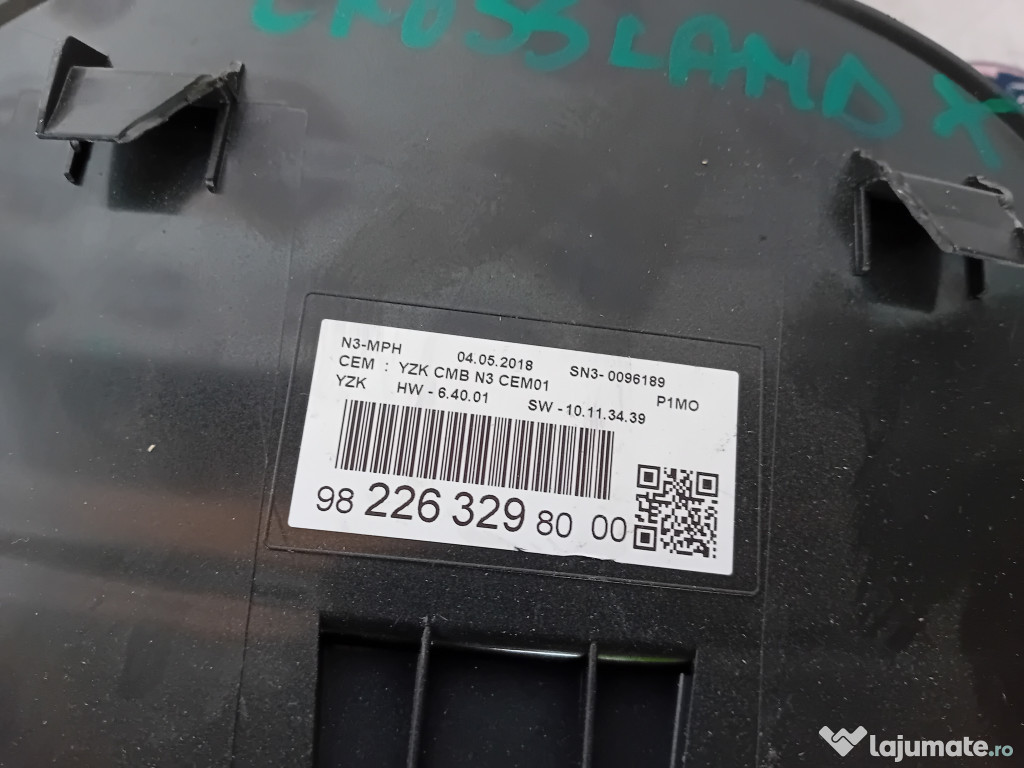 CROSSLAND X
N3-MPH 04.05.2018 SN3- 0096189
CEM : YZK CMB N3 CEM01 P1MO
YZK HW - 6.40.01 SW -10.11.34.39
98 226 329 80 00
lajumate.ro